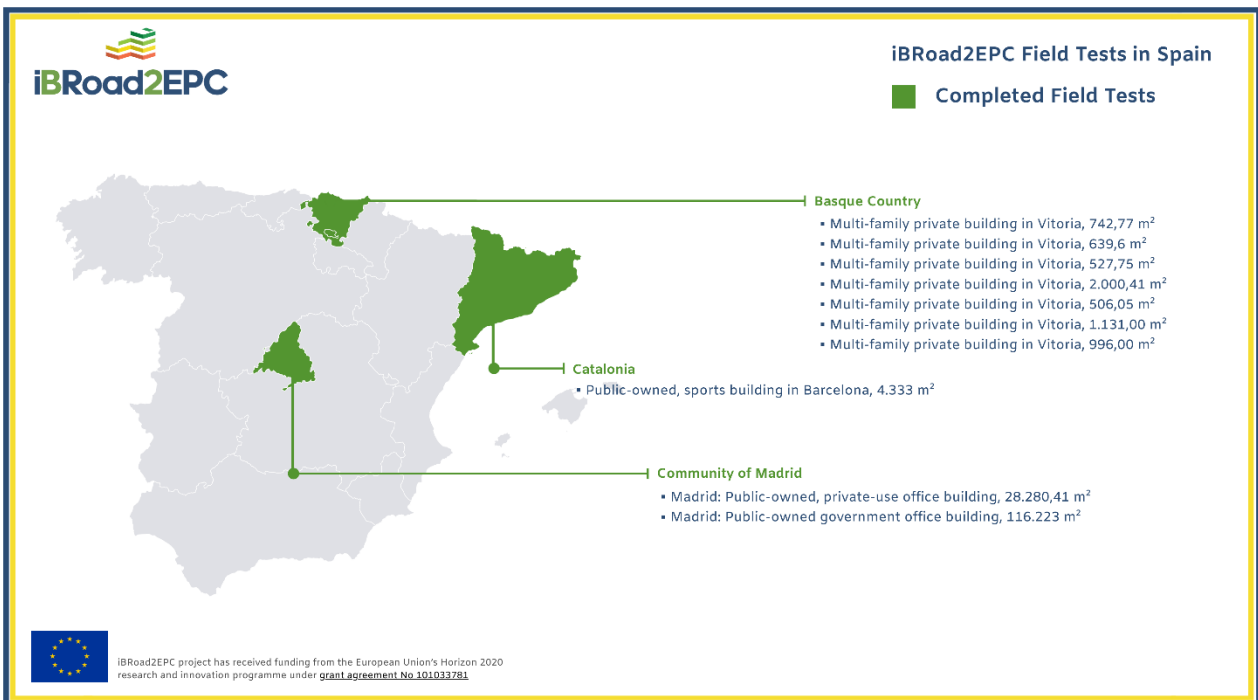 iBRoad2EPC
iBRoad2EPC Field Tests in Spain
Completed Field Tests
Basque Country
▪ Multi-family private building in Vitoria, 742,77 m²
▪ Multi-family private building in Vitoria, 639,6 m²
▪ Multi-family private building in Vitoria, 527,75 m²
▪ Multi-family private building in Vitoria, 2.000,41 m²
▪ Multi-family private building in Vitoria, 506,05 m²
▪ Multi-family private building in Vitoria, 1.131,00 m²
▪ Multi-family private building in Vitoria, 996,00 m²
Catalonia
▪ Public-owned, sports building in Barcelona, 4.333 m²
Community of Madrid
▪ Madrid: Public-owned, private-use office building, 28.280,41 m²
▪ Madrid: Public-owned government office building, 116.223 m²
iBRoad2EPC project has received funding from the European Union's Horizon 2020
research and innovation programme under grant agreement No 101033781